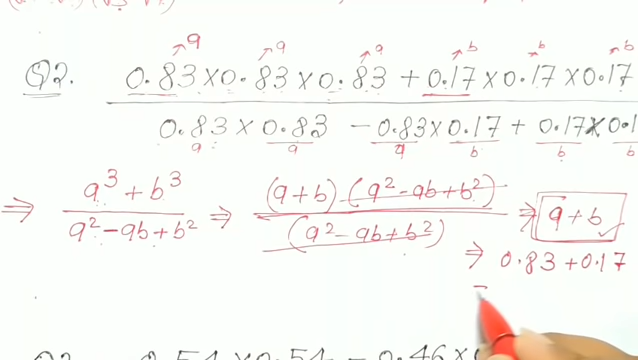 a a a b b b
Q2. 0.83 × 0.83 × 0.83 + 0.17 × 0.17 × 0.17
0.83 × 0.83 − 0.83 × 0.17 + 0.17 × 0.1
a a a b b b
⇒ a³ + b³ ⇒ (a+b) (a² − ab + b²) ⇒ a + b
a² − ab + b² (a² − ab + b²)
⇒ 0.83 + 0.17